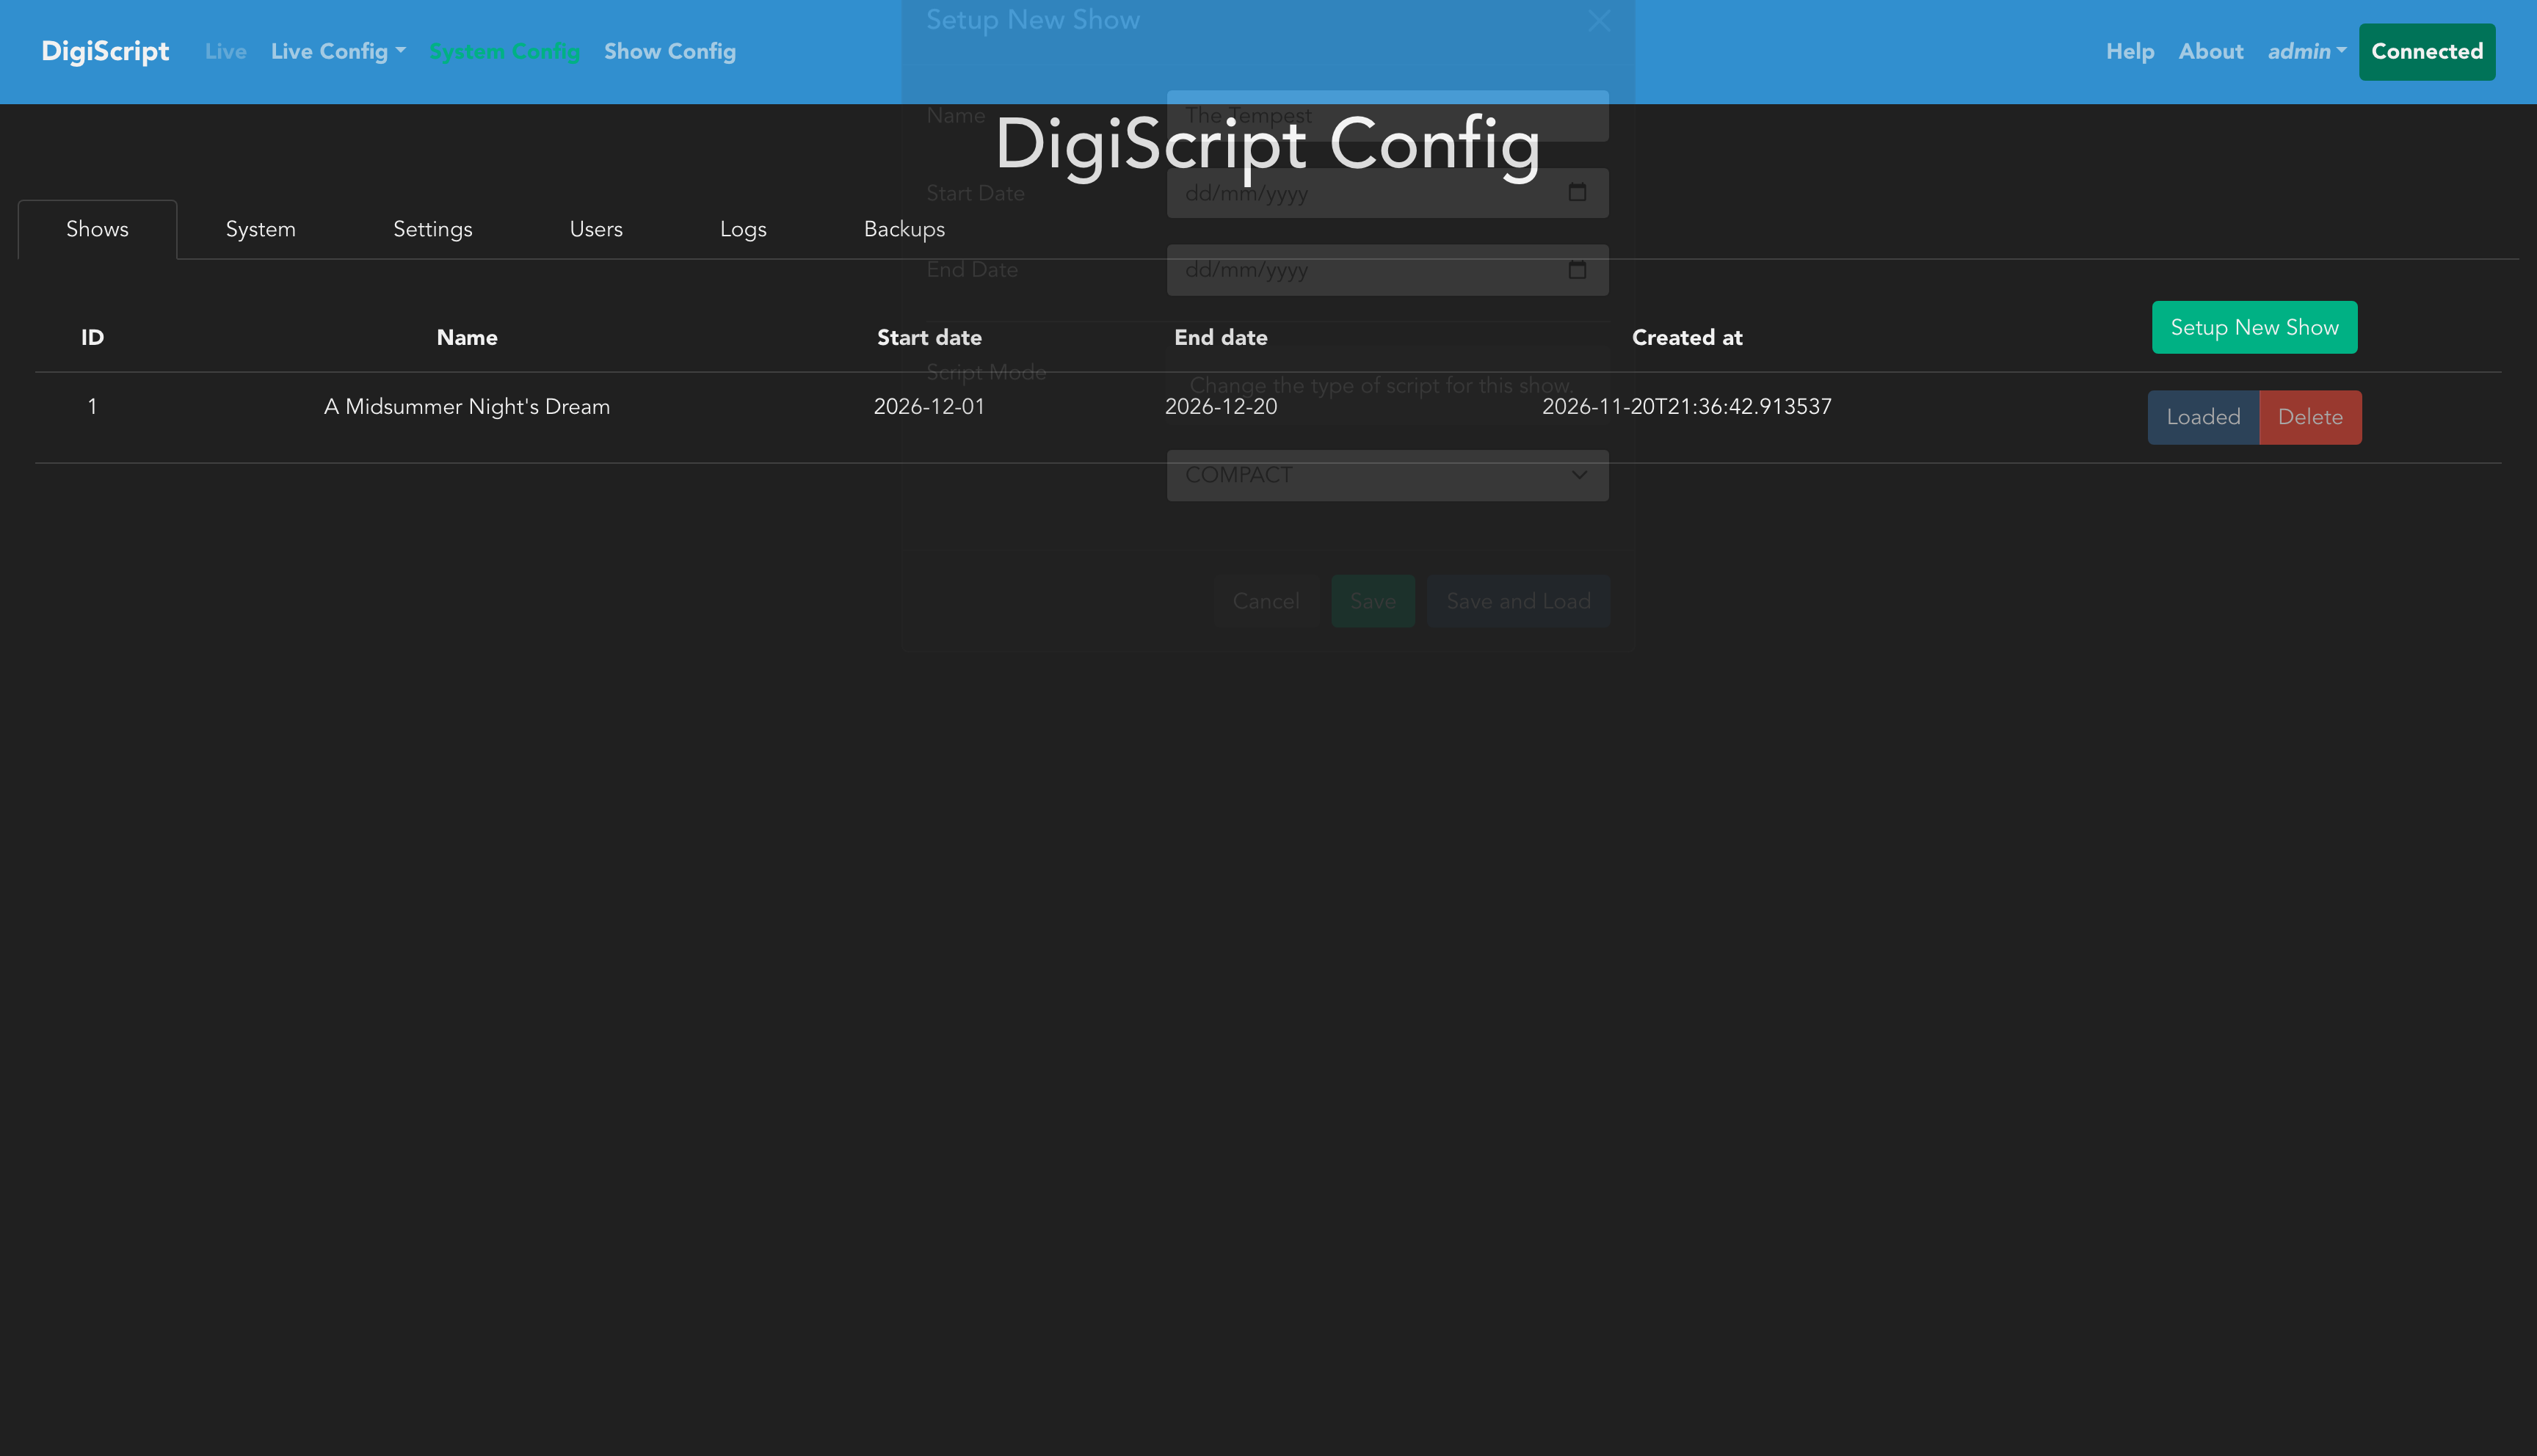 DigiScript Live Live Config System Config Show Config Help About admin Connected
Setup New Show
Name The Tempest
DigiScript Config
Start Date dd/mm/yyyy
Shows System Settings Users Logs Backups
End Date dd/mm/yyyy
ID Name Start date End date Created at Setup New Show
Script Mode Change the type of script for this show.
1 A Midsummer Night's Dream 2026-12-01 2026-12-20 2026-11-20T21:36:42.913537 Loaded Delete
COMPACT
Cancel Save Save and Load